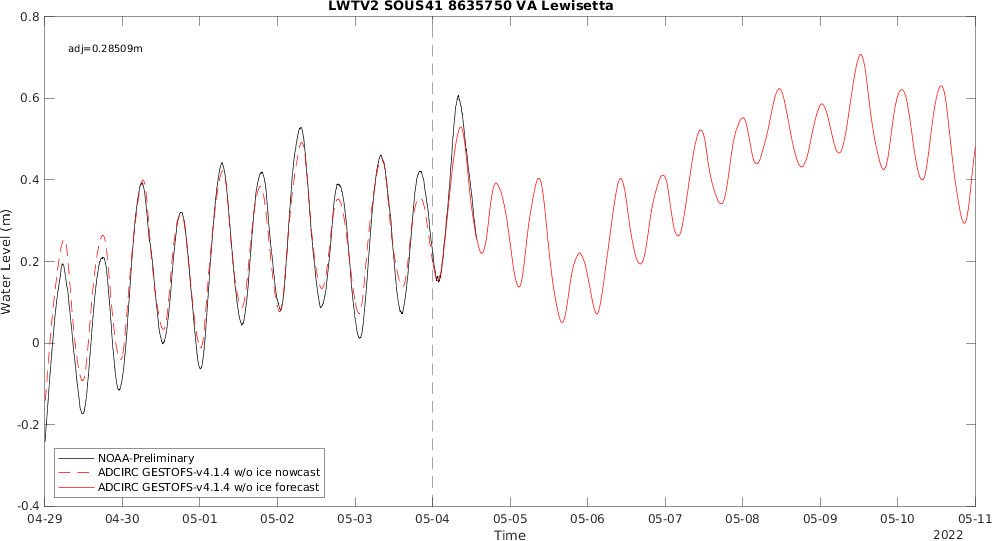 LWTV2 SOUS41 8635750 VA Lewisetta
adj=0.28509m
0.8
0.6
0.4
0.2
0
-0.2
-0.4
Water Level (m)
NOAA-Preliminary
ADCIRC GESTOFS-v4.1.4 w/o ice nowcast
ADCIRC GESTOFS-v4.1.4 w/o ice forecast
04-29 04-30 05-01 05-02 05-03 05-04 05-05 05-06 05-07 05-08 05-09 05-10 05-11
Time
2022